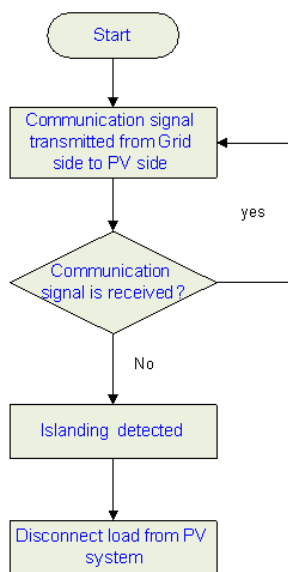 Start
Communication signal
transmitted from Grid
side to PV side
yes
Communication
signal is received?
No
Islanding detected
Disconnect load from PV
system